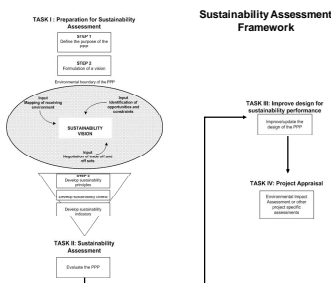 Sustainability Assessment
Framework
TASK I : Preparation for Sustainability
Assessment
STEP 1
Define the purpose of the
PPP
STEP 2
Formulation of a vision
Environmental boundary of the PPP
Input
Mapping of receiving
environment
Input
Identification of
opportunities and
constraints
SUSTAINABILITY
VISION
Input
Negotiation of trade off and
off sets
STEP 3
Develop sustainability
principles
Develop sustainability criteria
Develop sustainability
indicators
TASK II: Sustainability
Assessment
Evaluate the PPP
TASK III: Improve design for
sustainability performance
Improve/update the
design of the PPP
TASK IV: Project Appraisal
Environmental Impact
Assessment or other
project specific
assessments